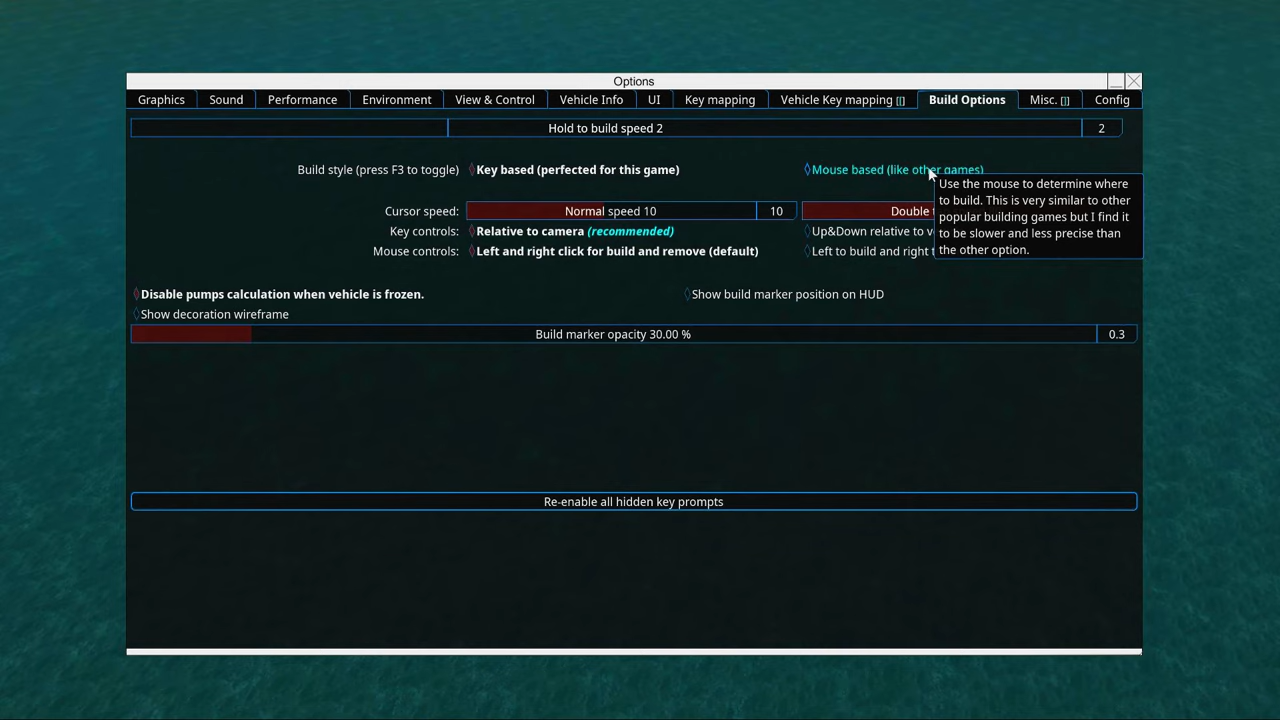 Options
Graphics Sound Performance Environment View & Control Vehicle Info UI Key mapping Vehicle Key mapping [[] Build Options Misc. []] Config
Hold to build speed 2 2
Build style (press F3 to toggle) Key based (perfected for this game) Mouse based (like other games)
Use the mouse to determine where
to build. This is very similar to other
popular building games but I find it
to be slower and less precise than
the other option.
Cursor speed: Normal speed 10 10 Double
Key controls: Relative to camera (recommended) Up&Down relative to
Mouse controls: Left and right click for build and remove (default) Left to build and right
Disable pumps calculation when vehicle is frozen. Show build marker position on HUD
Show decoration wireframe
Build marker opacity 30.00 % 0.3
Re-enable all hidden key prompts